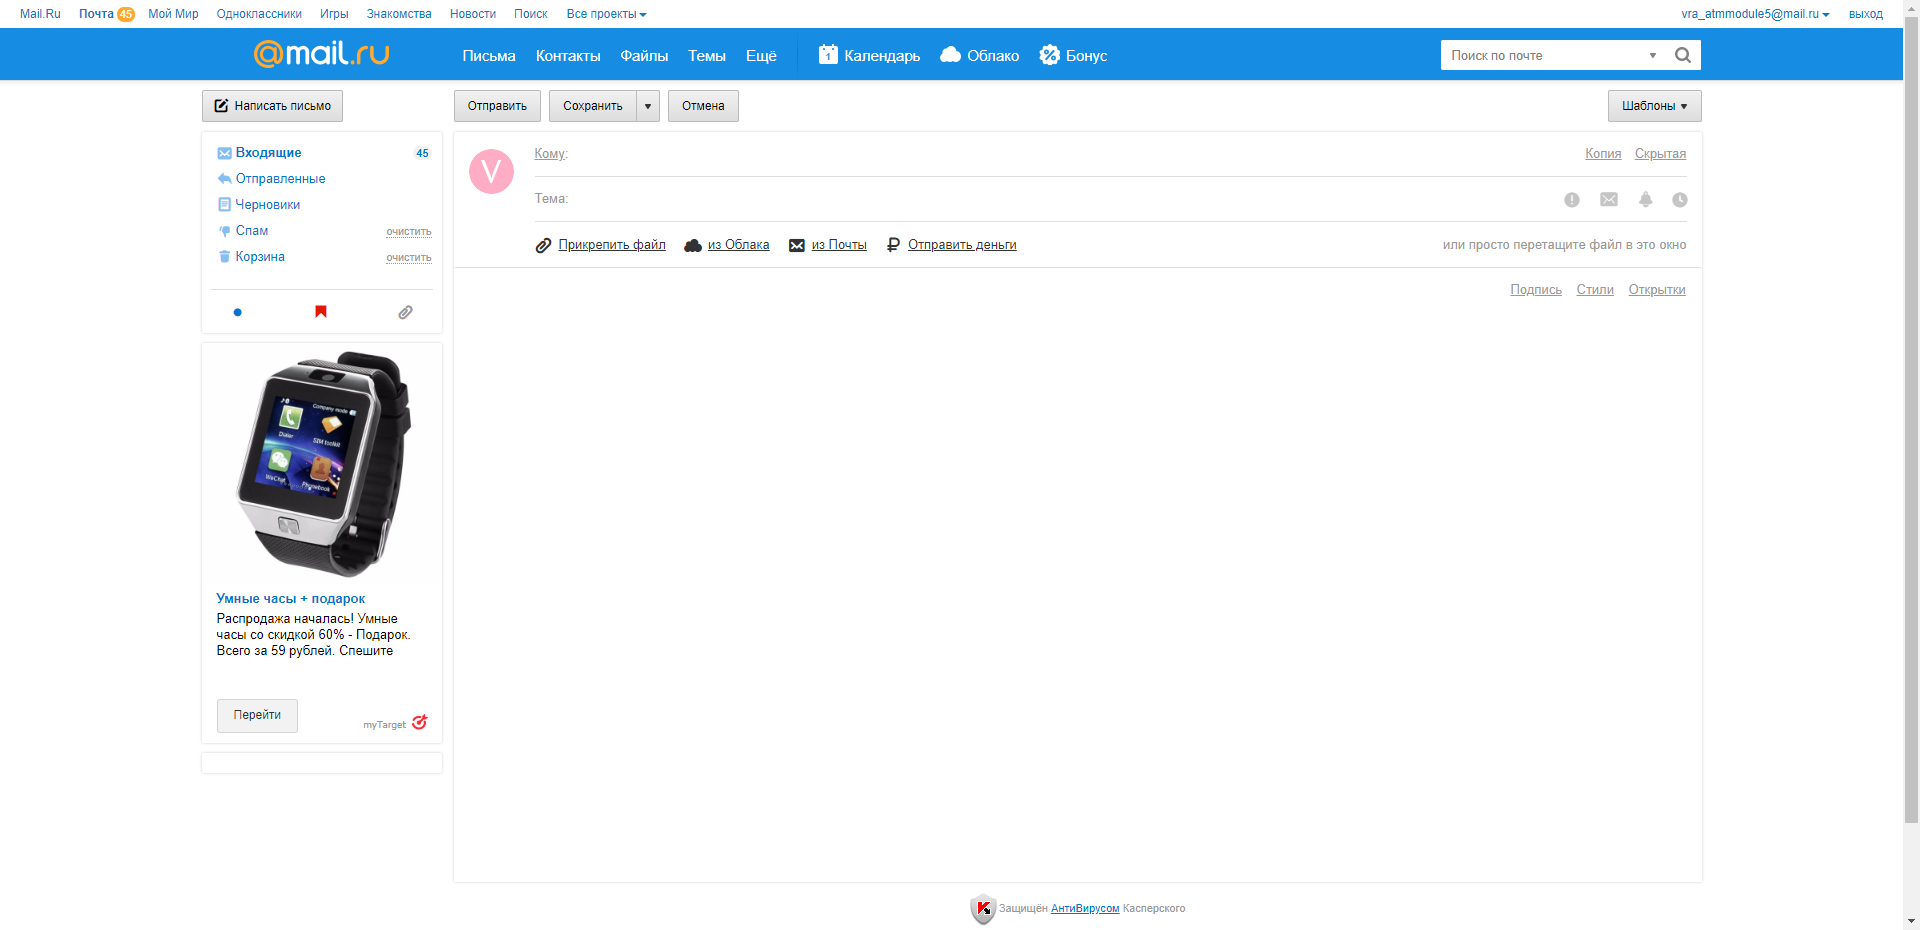 Mail.Ru Почта 45 Мой Мир Одноклассники Игры Знакомства Новости Поиск Все проекты vra_atmmodule5@mail.ru выход
@mail.ru Письма Контакты Файлы Темы Ещё 1 Календарь Облако Бонус Поиск по почте
Написать письмо Отправить Сохранить Отмена Шаблоны
Входящие 45
Отправленные
Черновики
Спам очистить
Корзина очистить
V
Кому: Копия Скрытая
Тема:
Прикрепить файл из Облака из Почты Отправить деньги или просто перетащите файл в это окно
Подпись Стили Открытки
Company mode
Dialer SIM toolkit
WeChat Phonebook
Умные часы + подарок
Распродажа началась! Умные
часы со скидкой 60% - Подарок.
Всего за 59 рублей. Спешите
Перейти
myTarget
Защищён АнтиВирусом Касперского